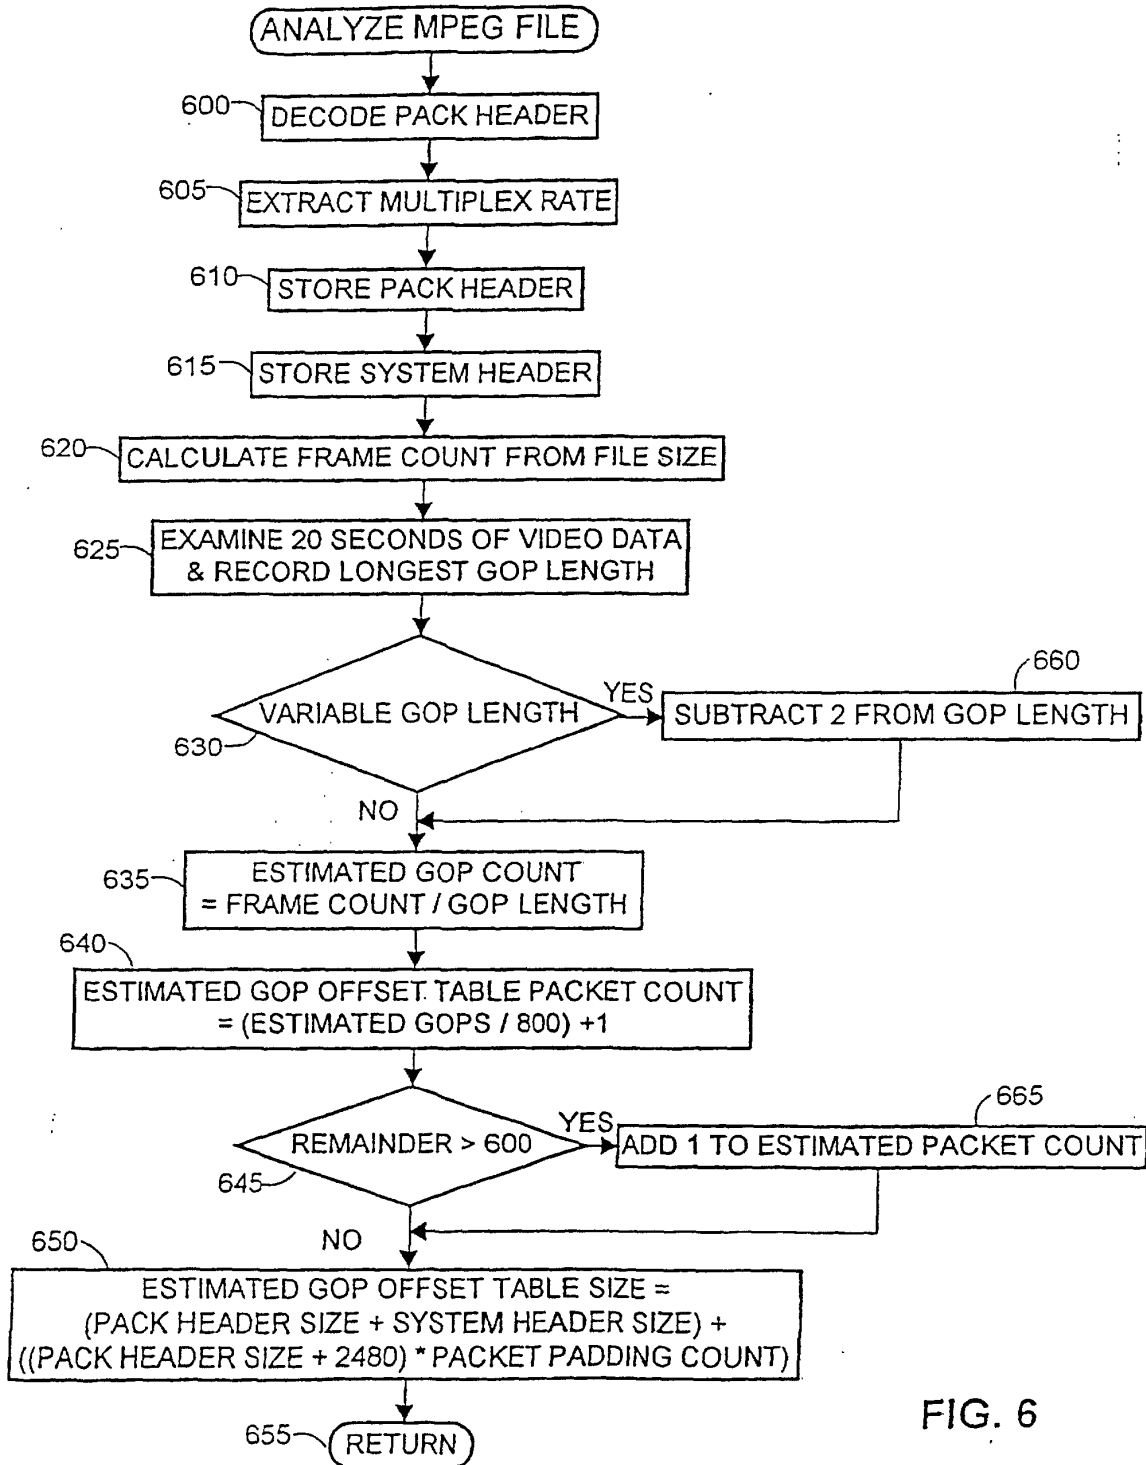 ANALYZE MPEG FILE
600
DECODE PACK HEADER
605
EXTRACT MULTIPLEX RATE
610
STORE PACK HEADER
615
STORE SYSTEM HEADER
620
CALCULATE FRAME COUNT FROM FILE SIZE
625
EXAMINE 20 SECONDS OF VIDEO DATA
& RECORD LONGEST GOP LENGTH
630
VARIABLE GOP LENGTH
YES
660
SUBTRACT 2 FROM GOP LENGTH
NO
635
ESTIMATED GOP COUNT
= FRAME COUNT / GOP LENGTH
640
ESTIMATED GOP OFFSET TABLE PACKET COUNT
= (ESTIMATED GOPS / 800) +1
REMAINDER > 600
645
YES
665
ADD 1 TO ESTIMATED PACKET COUNT
NO
650
ESTIMATED GOP OFFSET TABLE SIZE =
(PACK HEADER SIZE + SYSTEM HEADER SIZE) +
((PACK HEADER SIZE + 2480) * PACKET PADDING COUNT)
655
RETURN
FIG. 6